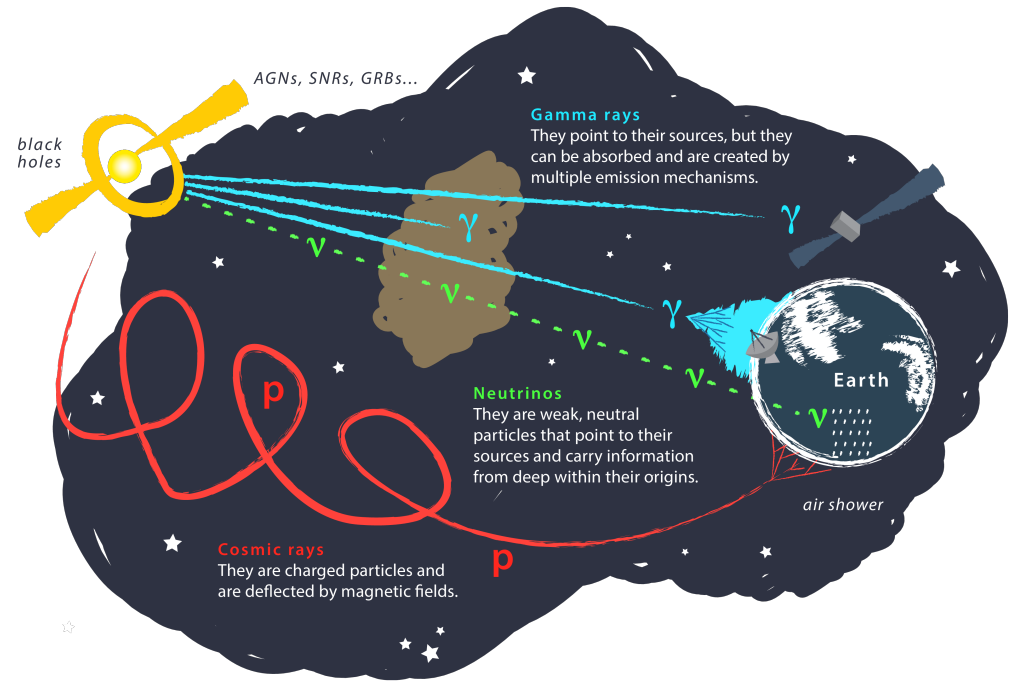 AGNs, SNRs, GRBs...
black
holes
Gamma rays
They point to their sources, but they
can be absorbed and are created by
multiple emission mechanisms.
γ
γ
ν
ν
γ
ν
ν
Earth
ν
p
Neutrinos
They are weak, neutral
particles that point to their
sources and carry information
from deep within their origins.
air shower
p
Cosmic rays
They are charged particles and
are deflected by magnetic fields.